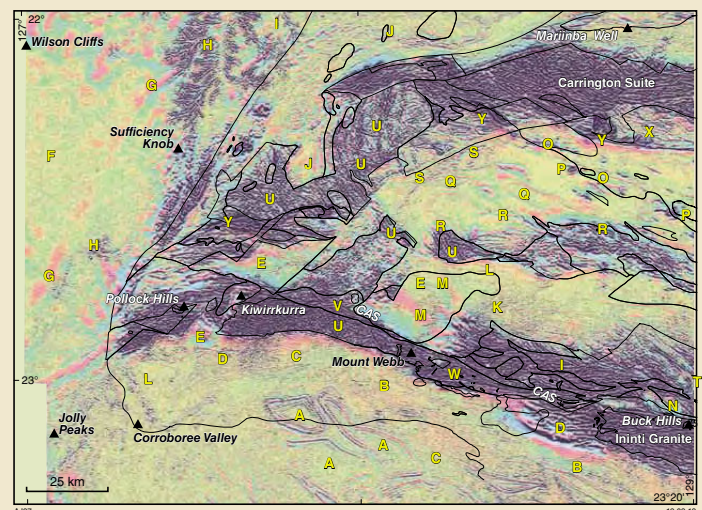 127°
22°
I
J
Wilson Cliffs
H
Mariinba Well
G
Carrington Suite
Sufficiency
Knob
U
Y
Y
X
F
J
U
S
O
P
O
S
Q
U
Q
Y
R
R
R
P
H
U
E
U
L
G
E
M
Pollock Hills
Kiwirrkurra
V
CAS
M
K
U
E
D
C
Mount Webb
I
L
B
W
T
CAS
N
Jolly
Peaks
A
D
Buck Hills
Corroboree Valley
Ininti Granite
A
A
C
B
25 km
23°
23°20'
129°